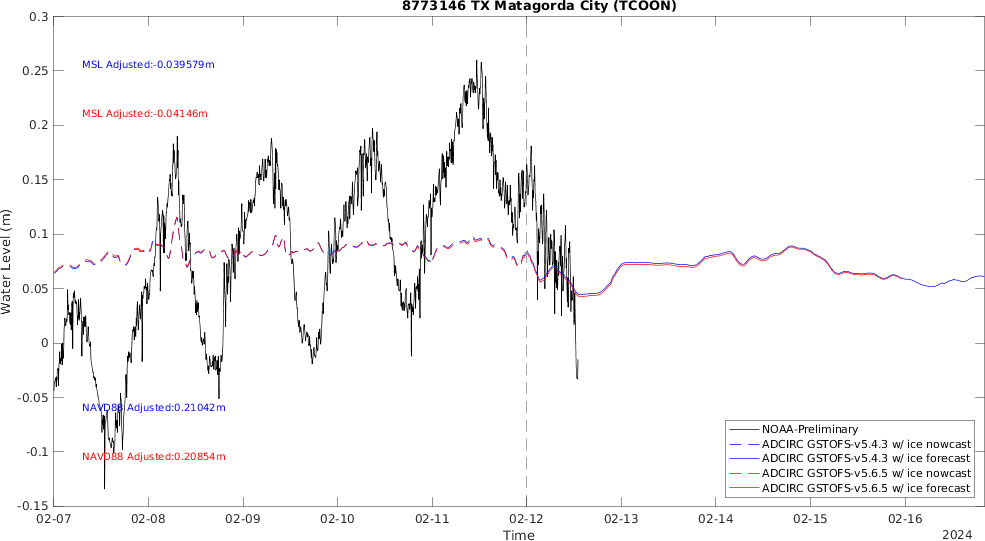 8773146 TX Matagorda City (TCOON)
0.3
0.25
0.2
0.15
0.1
0.05
0
-0.05
-0.1
-0.15
Water Level (m)
MSL Adjusted:-0.039579m
MSL Adjusted:-0.04146m
NAVD88 Adjusted:0.21042m
NAVD88 Adjusted:0.20854m
NOAA-Preliminary
ADCIRC GSTOFS-v5.4.3 w/ ice nowcast
ADCIRC GSTOFS-v5.4.3 w/ ice forecast
ADCIRC GSTOFS-v5.6.5 w/ ice nowcast
ADCIRC GSTOFS-v5.6.5 w/ ice forecast
02-07 02-08 02-09 02-10 02-11 02-12 02-13 02-14 02-15 02-16
Time
2024